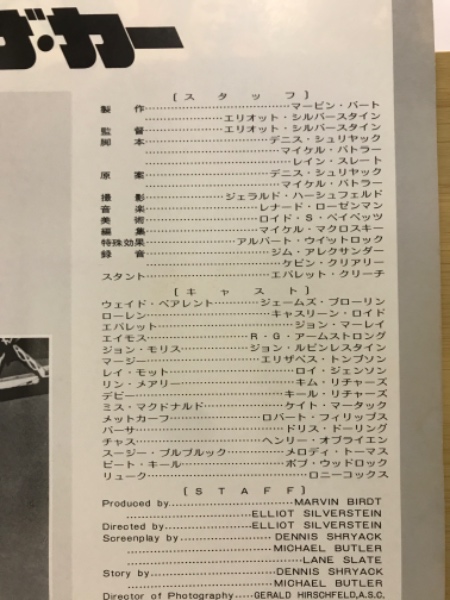 ザ・カー
〔ス タ ッ フ〕
製 作……マービン・バート
……エリオット・シルバースタイン
監 督……エリオット・シルバースタイン
脚 本……デニス・シュリヤック
……マイケル・バトラー
……レイン・スレート
原 案……デニス・シュリヤック
……マイケル・バトラー
撮 影……ジェラルド・ハーシュフェルド
音 楽……レナード・ローゼンマン
美 術……ロイド・S・ペイペッツ
編 集……マイケル・マクロスキー
特殊効果……アルバート・ウイットロック
録 音……ジム・アレクサンダー
……ケビン・クリアリー
スタント……エバレット・クリーチ
〔キ ャ ス ト〕
ウェイド・ペアレント……ジェームズ・ブローリン
ローレン……キャスリーン・ロイド
エバレット……ジョン・マーレイ
エイモス……R・G・アームストロング
ジョン・モリス……ジョン・ルビンスタイン
マージー……エリザベス・トンプソン
レイ・モット……ロイ・ジェンソン
リン・メアリー……キム・リチャーズ
デビー……キール・リチャーズ
ミス・マクドナルド……ケイト・マータック
メットカーフ……ロバート・フィリップス
バーサ……ドリス・ドーリング
チャス……ヘンリー・オブライエン
スージー・プルブルック……メロディ・トーマス
ピート・キール……ボブ・ウッドロック
リューク……ロニーコックス
〔S T A F F〕
Produced by……MARVIN BIRDT
……ELLIOT SILVERSTEIN
Directed by……ELLIOT SILVERSTEIN
Screenplay by……DENNIS SHRYACK
……MICHAEL BUTLER
……LANE SLATE
Story by……DENNIS SHRYACK
……MICHAEL BUTLER
Director of Photography……GERALD HIRSCHFELD,A.S.C.